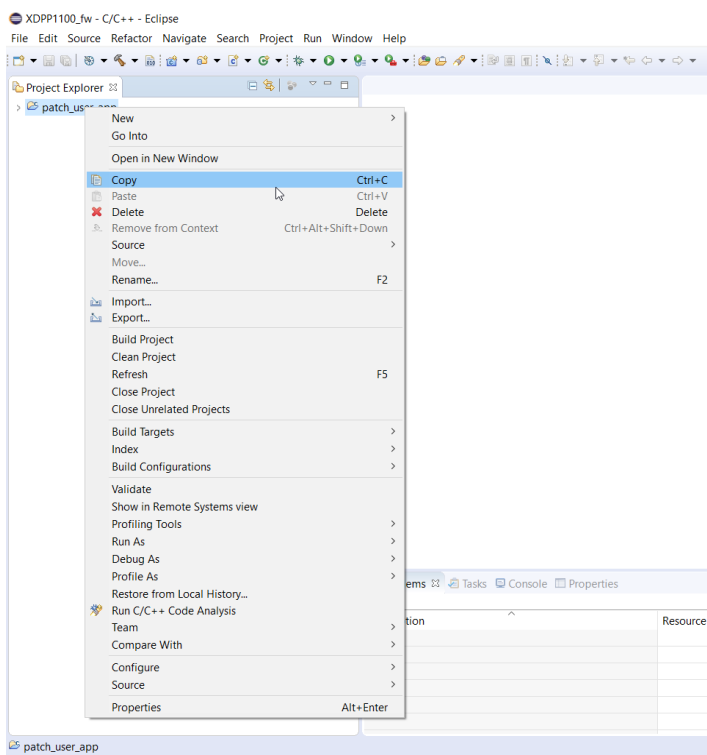 XDPP1100_fw - C/C++ - Eclipse
File Edit Source Refactor Navigate Search Project Run Window Help
Project Explorer
patch_user_app
New
Go Into
Open in New Window
Copy Ctrl+C
Paste Ctrl+V
Delete Delete
Remove from Context Ctrl+Alt+Shift+Down
Source
Move...
Rename... F2
Import...
Export...
Build Project
Clean Project
Refresh F5
Close Project
Close Unrelated Projects
Build Targets
Index
Build Configurations
Validate
Show in Remote Systems view
Profiling Tools
Run As
Debug As
Profile As
ems Tasks Console Properties
Restore from Local History...
Run C/C++ Code Analysis
tion Resource
Team
Compare With
Configure
Source
Properties Alt+Enter
patch_user_app